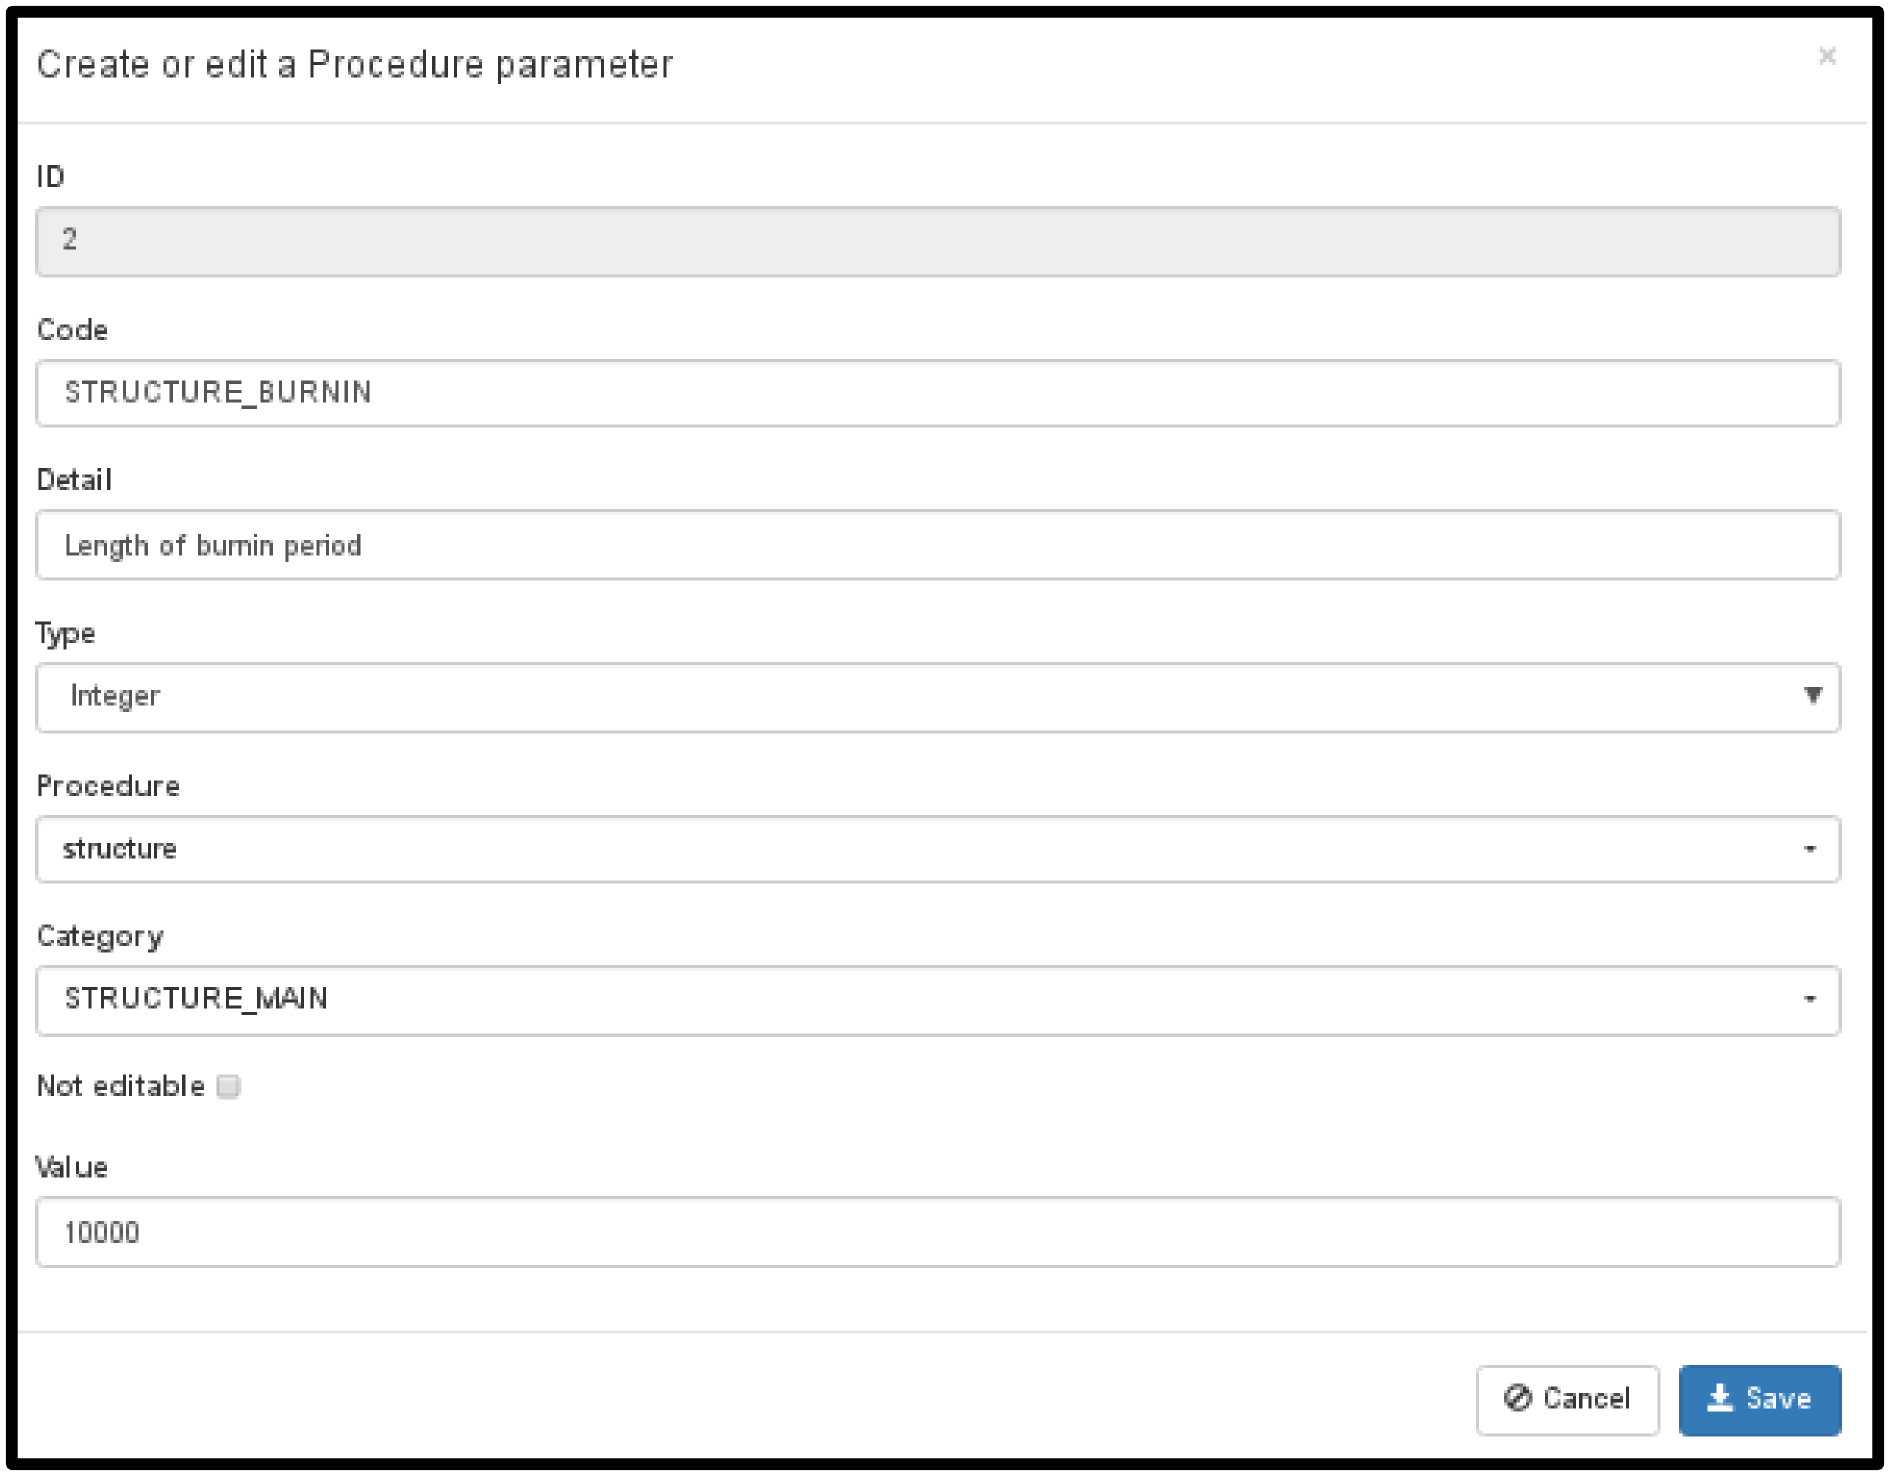 Create or edit a Procedure parameter ×
ID
2
Code
STRUCTURE_BURNIN
Detail
Length of burnin period
Type
Integer
Procedure
structure
Category
STRUCTURE_MAIN
Not editable
Value
10000
Cancel Save